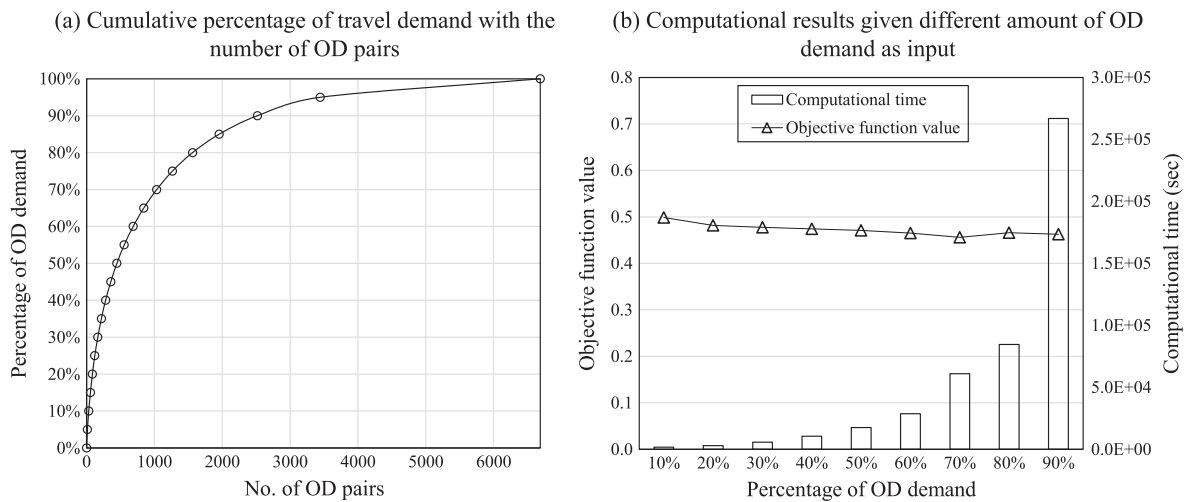 (a) Cumulative percentage of travel demand with the
number of OD pairs
100%
90%
80%
70%
60%
50%
40%
30%
20%
10%
0%
Percentage of OD demand
0 1000 2000 3000 4000 5000 6000
No. of OD pairs
(b) Computational results given different amount of OD
demand as input
0.8
0.7
0.6
0.5
0.4
0.3
0.2
0.1
0.0
Objective function value
Computational time
Objective function value
3.0E+05
2.5E+05
2.0E+05
1.5E+05
1.0E+05
5.0E+04
0.0E+00
Computational time (sec)
10% 20% 30% 40% 50% 60% 70% 80% 90%
Percentage of OD demand